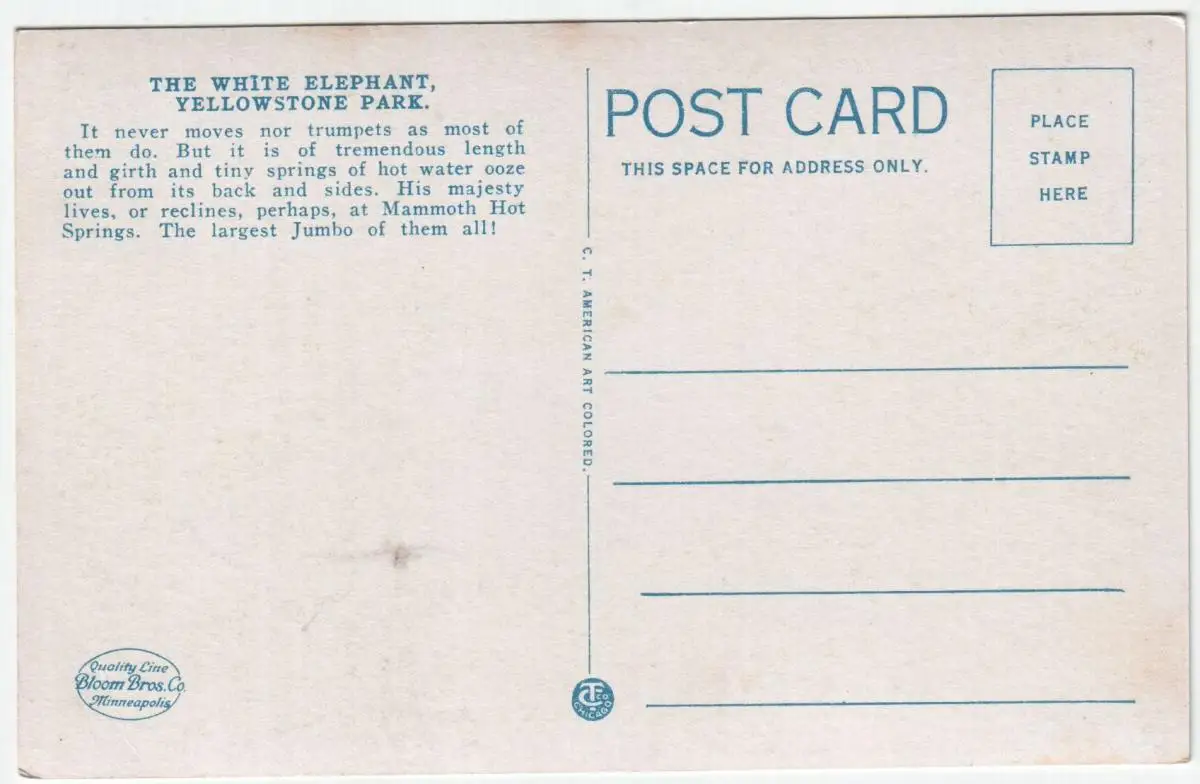 THE WHITE ELEPHANT,
YELLOWSTONE PARK.
It never moves nor trumpets as most of
them do. But it is of tremendous length
and girth and tiny springs of hot water ooze
out from its back and sides. His majesty
lives, or reclines, perhaps, at Mammoth Hot
Springs. The largest Jumbo of them all!
Quality Line
Bloom Bros. Co.
Minneapolis
C. T. AMERICAN ART COLORED.
CT CO
CHICAGO
POST CARD
THIS SPACE FOR ADDRESS ONLY.
PLACE
STAMP
HERE